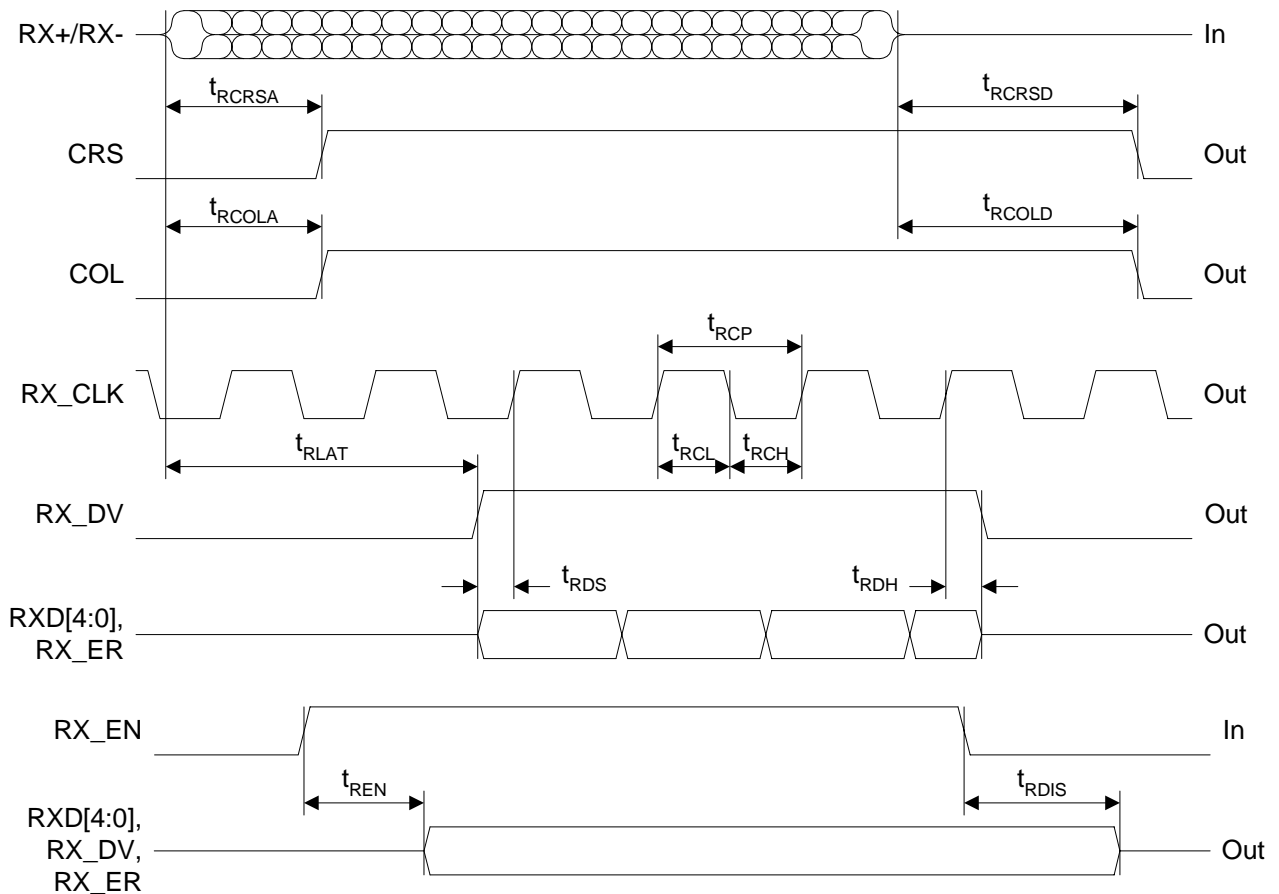 RX+/RX-
In
tRCRSA
tRCRSD
CRS
Out
tRCOLA
tRCOLD
COL
Out
tRCP
RX_CLK
Out
tRLAT
tRCL
tRCH
RX_DV
Out
tRDS
tRDH
RXD[4:0],
RX_ER
Out
RX_EN
In
tREN
tRDIS
RXD[4:0],
RX_DV,
RX_ER
Out